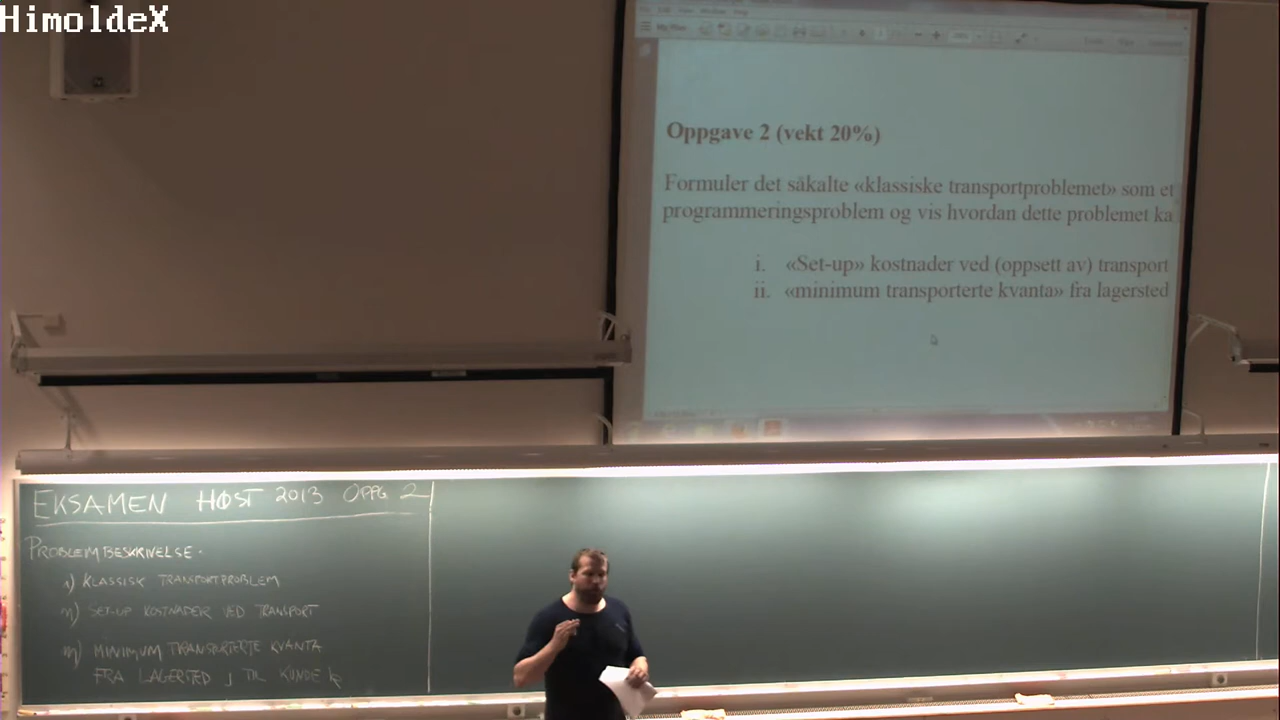 HimoldeX
Oppgave 2 (vekt 20%)
Formuler det såkalte «klassiske transportproblemet» som et
programmeringsproblem og vis hvordan dette problemet ka
i. «Set-up» kostnader ved (oppsett av) transport
ii. «minimum transporterte kvanta» fra lagersted
EKSAMEN HØST 2013 OPPG 2
PROBLEMBESKRIVELSE.
I) KLASSISK TRANSPORTPROBLEM
II) SET-UP KOSTNADER VED TRANSPORT
III) MINIMUM TRANSPORTERTE KVANTA
FRA LAGERSTED j TIL KUNDE k